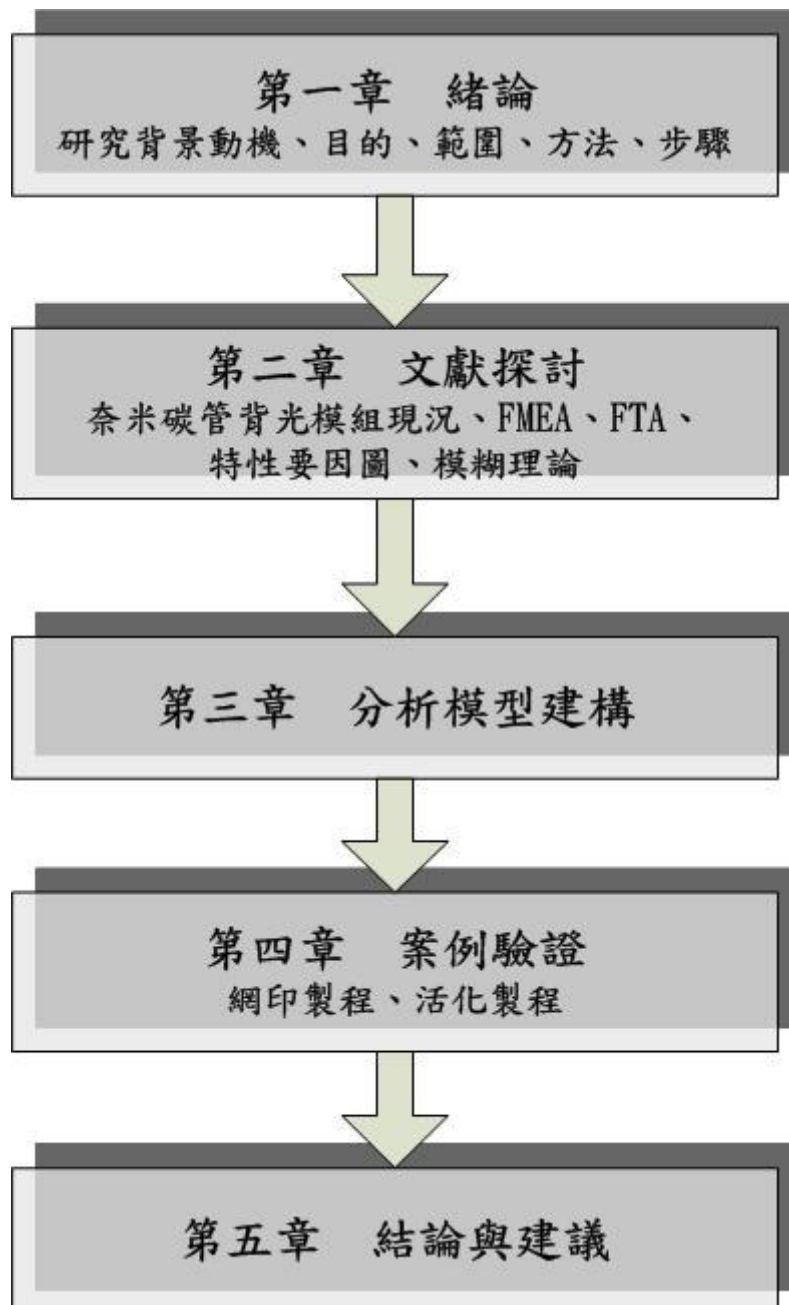 第一章　緒論
研究背景動機、目的、範圍、方法、步驟
第二章　文獻探討
奈米碳管背光模組現況、FMEA、FTA、
特性要因圖、模糊理論
第三章　分析模型建構
第四章　案例驗證
網印製程、活化製程
第五章　結論與建議